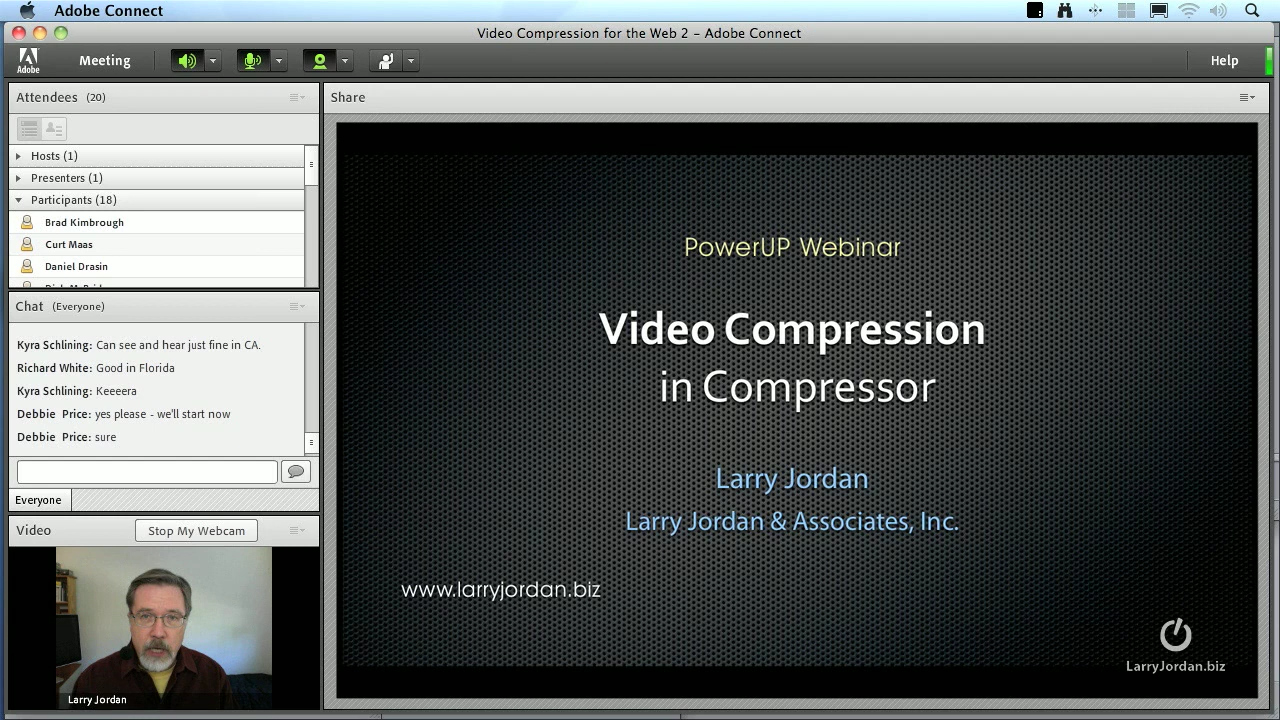 Adobe Connect
Video Compression for the Web 2 – Adobe Connect
Adobe
Meeting
Help
Attendees (20)
Hosts (1)
Presenters (1)
Participants (18)
Brad Kimbrough
Curt Maas
Daniel Drasin
Chat (Everyone)
Kyra Schlining: Can see and hear just fine in CA.
Richard White: Good in Florida
Kyra Schlining: Keeeera
Debbie Price: yes please - we'll start now
Debbie Price: sure
Everyone
Video
Stop My Webcam
Larry Jordan
Share
PowerUP Webinar
Video Compression
in Compressor
Larry Jordan
Larry Jordan & Associates, Inc.
www.larryjordan.biz
LarryJordan.biz